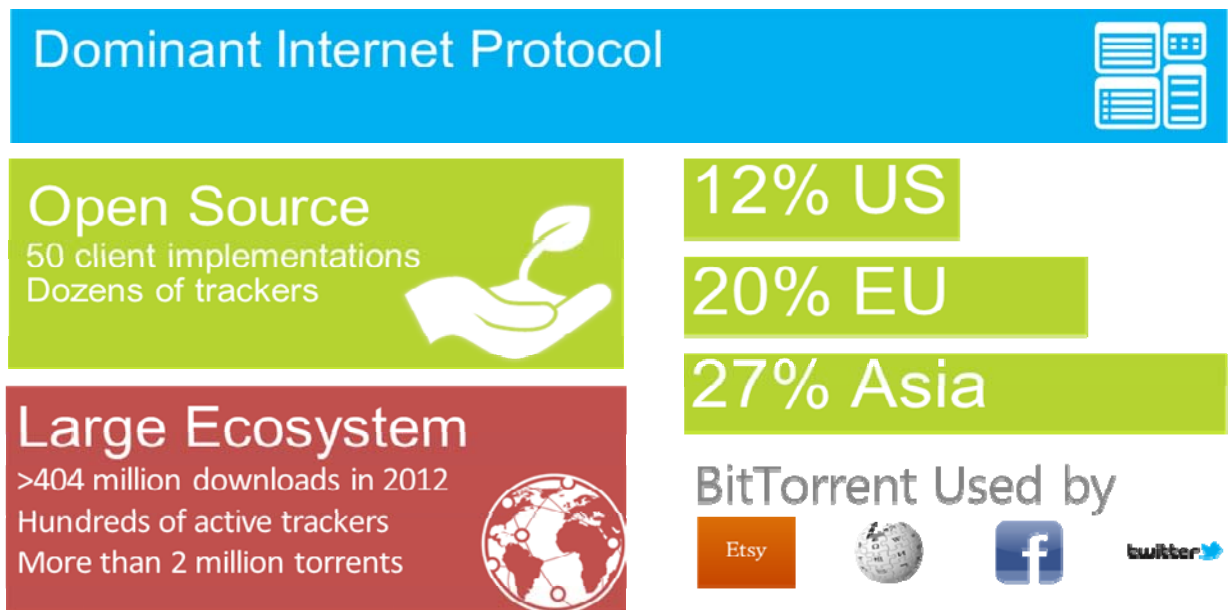 Dominant Internet Protocol
Open Source
50 client implementations
Dozens of trackers
Large Ecosystem
>404 million downloads in 2012
Hundreds of active trackers
More than 2 million torrents
12% US
20% EU
27% Asia
BitTorrent Used by
Etsy
f
twitter